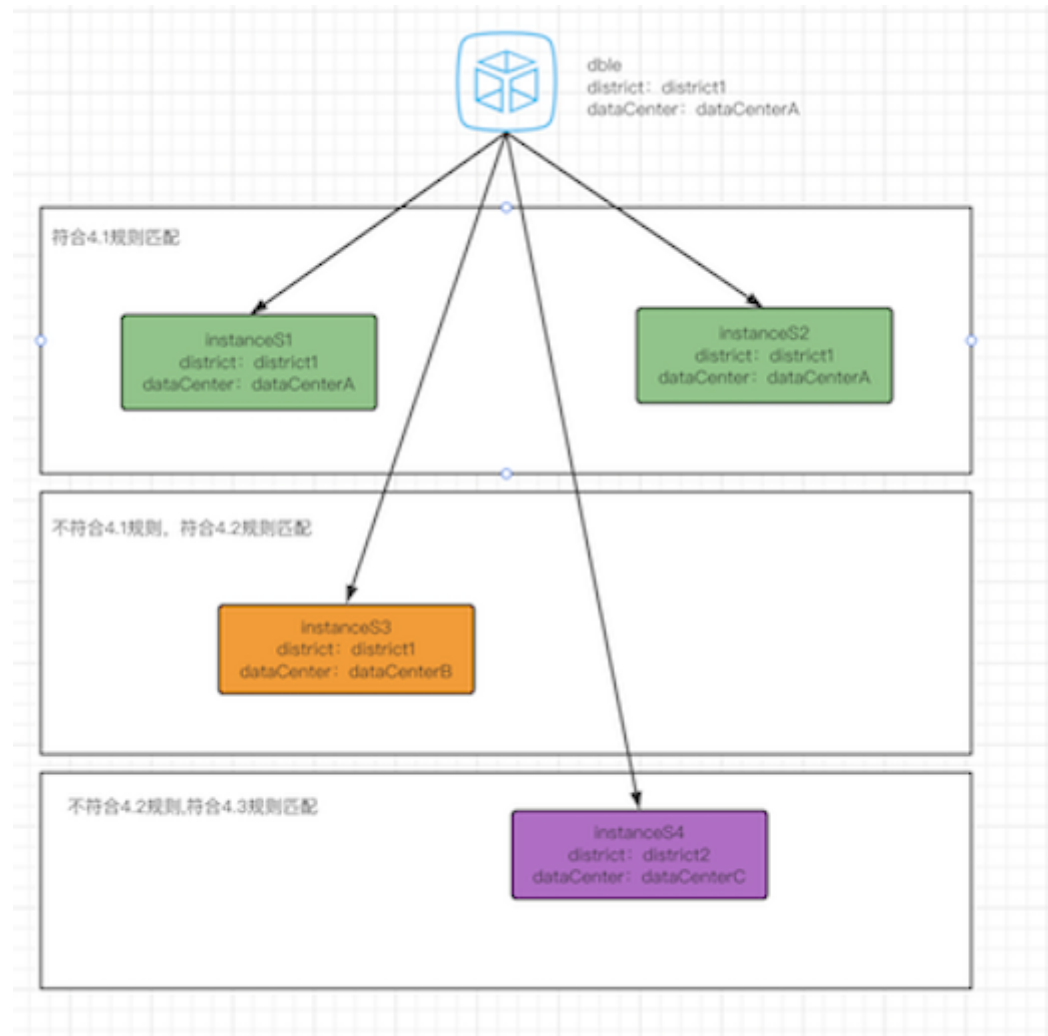 dble
district：district1
dataCenter：dataCenterA
符合4.1规则匹配
instanceS1
district：district1
dataCenter：dataCenterA
instanceS2
district：district1
dataCenter：dataCenterA
不符合4.1规则，符合4.2规则匹配
instanceS3
district：district1
dataCenter：dataCenterB
不符合4.2规则,符合4.3规则匹配
instanceS4
district：district2
dataCenter：dataCenterC